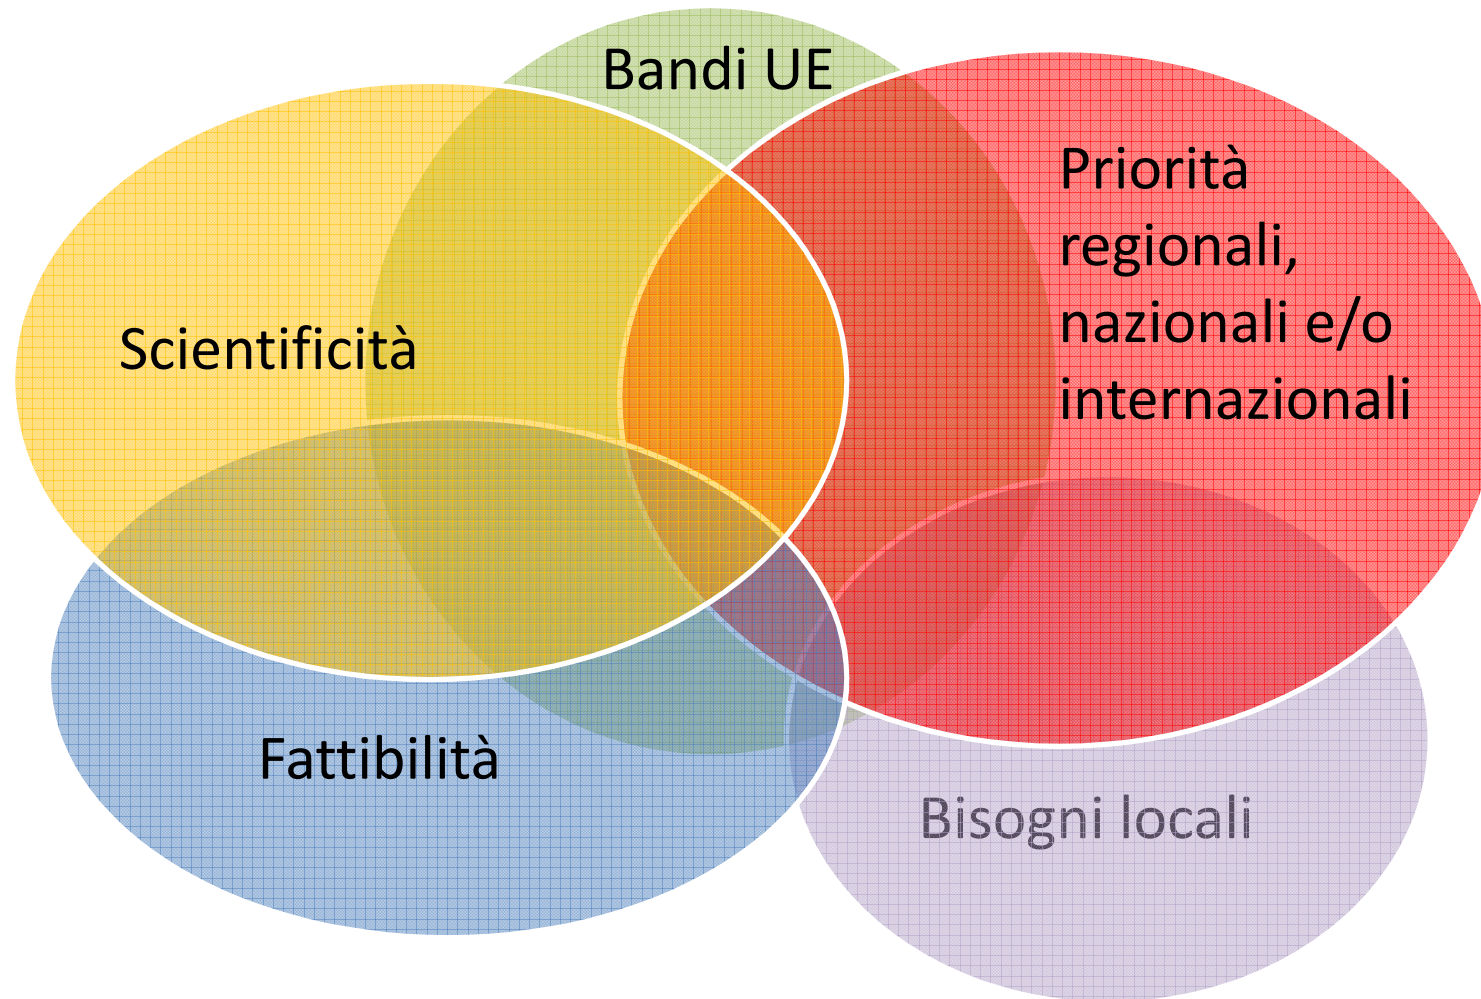 Bandi UE
Priorità
regionali,
nazionali e/o
internazionali
Scientificità
Fattibilità
Bisogni locali